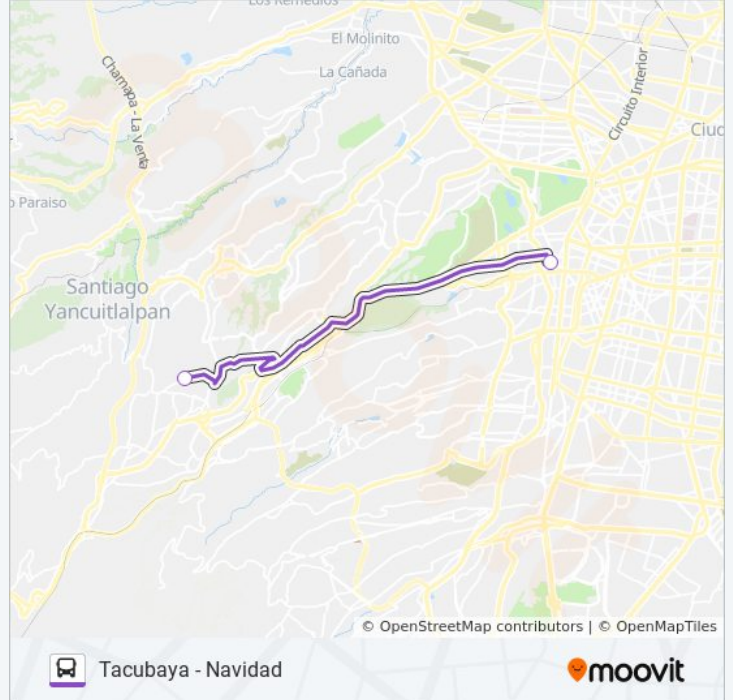 Los Remedios
El Molinito
La Cañada
Chamapa - La Venta
Circuito Interior
Ciud
o Paraiso
Santiago
Yancuitlalpan
© OpenStreetMap contributors | © OpenMapTiles
Tacubaya - Navidad
moovit